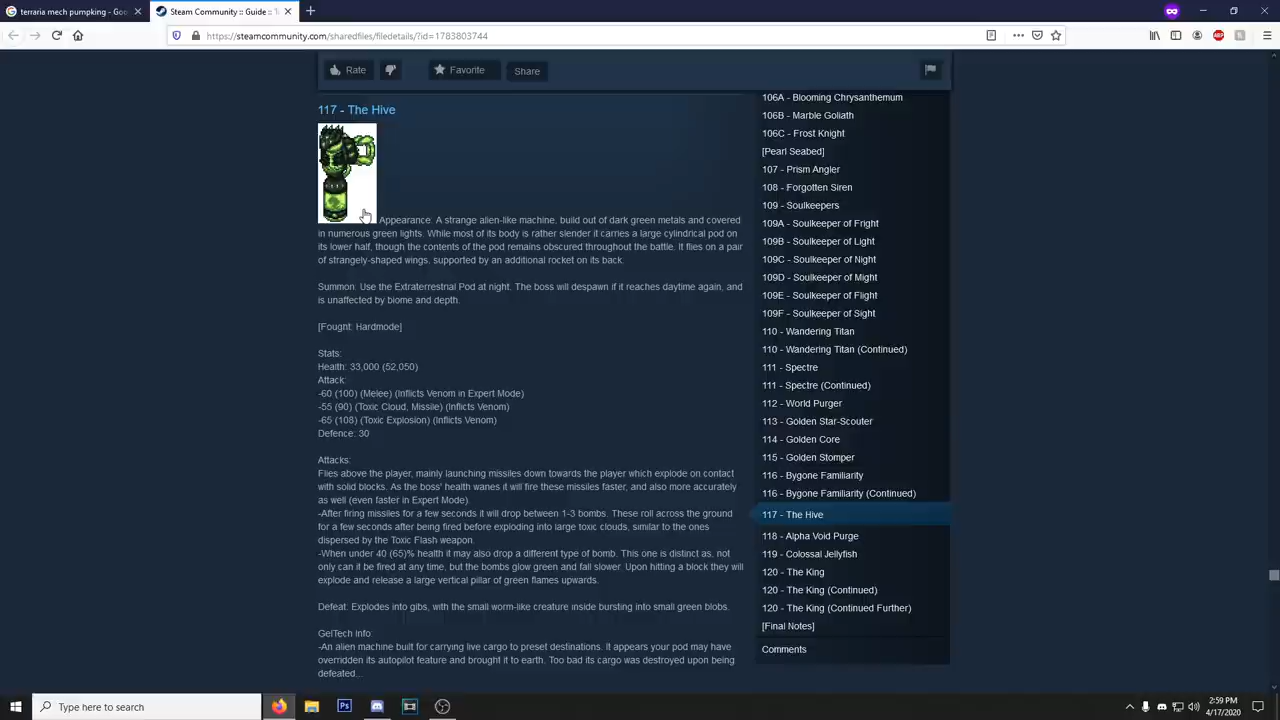 terraria mech pumpking - Goo
Steam Community :: Guide :: T
https://steamcommunity.com/sharedfiles/filedetails/?id=1783803744
Rate
Favorite
Share
117 - The Hive
Appearance: A strange alien-like machine, build out of dark green metals and covered
in numerous green lights. While most of its body is rather slender it carries a large cylindrical pod on
its lower half, though the contents of the pod remains obscured throughout the battle. It flies on a pair
of strangely-shaped wings, supported by an additional rocket on its back.
Summon: Use the Extraterrestrial Pod at night. The boss will despawn if it reaches daytime again, and
is unaffected by biome and depth.
[Fought: Hardmode]
Stats:
Health: 33,000 (52,050)
Attack:
-60 (100) (Melee) (Inflicts Venom in Expert Mode)
-55 (90) (Toxic Cloud, Missile) (Inflicts Venom)
-65 (108) (Toxic Explosion) (Inflicts Venom)
Defence: 30
Attacks:
Flies above the player, mainly launching missiles down towards the player which explode on contact
with solid blocks. As the boss' health wanes it will fire these missiles faster, and also more accurately
as well (even faster in Expert Mode).
-After firing missiles for a few seconds it will drop between 1-3 bombs. These roll across the ground
for a few seconds after being fired before exploding into large toxic clouds, similar to the ones
dispersed by the Toxic Flash weapon.
-When under 40 (65)% health it may also drop a different type of bomb. This one is distinct as, not
only can it be fired at any time, but the bombs glow green and fall slower. Upon hitting a block they will
explode and release a large vertical pillar of green flames upwards.
Defeat: Explodes into gibs, with the small worm-like creature inside bursting into small green blobs.
GelTech Info:
-An alien machine built for carrying live cargo to preset destinations. It appears your pod may have
overridden its autopilot feature and brought it to earth. Too bad its cargo was destroyed upon being
defeated...
106A - Blooming Chrysanthemum
106B - Marble Goliath
106C - Frost Knight
[Pearl Seabed]
107 - Prism Angler
108 - Forgotten Siren
109 - Soulkeepers
109A - Soulkeeper of Fright
109B - Soulkeeper of Light
109C - Soulkeeper of Night
109D - Soulkeeper of Might
109E - Soulkeeper of Flight
109F - Soulkeeper of Sight
110 - Wandering Titan
110 - Wandering Titan (Continued)
111 - Spectre
111 - Spectre (Continued)
112 - World Purger
113 - Golden Star-Scouter
114 - Golden Core
115 - Golden Stomper
116 - Bygone Familiarity
116 - Bygone Familiarity (Continued)
117 - The Hive
118 - Alpha Void Purge
119 - Colossal Jellyfish
120 - The King
120 - The King (Continued)
120 - The King (Continued Further)
[Final Notes]
Comments
Type here to search
2:59 PM
4/17/2020